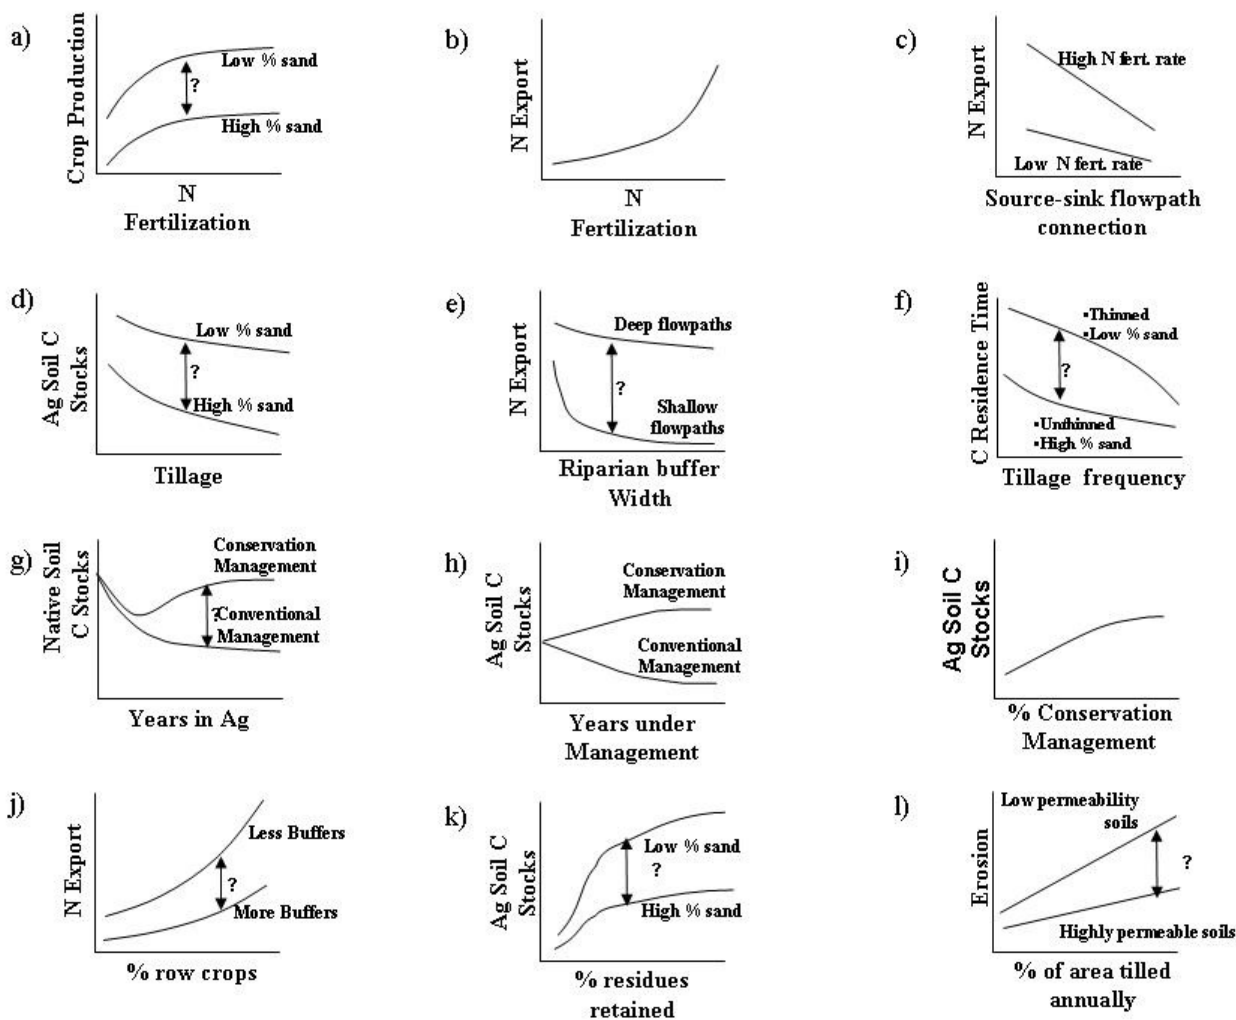 a)
Crop Production
Low % sand
?
High % sand
N
Fertilization
b)
N Export
N
Fertilization
c)
N Export
High N fert. rate
Low N fert. rate
Source-sink flowpath
connection
d)
Ag Soil C
Stocks
Low % sand
?
High % sand
Tillage
e)
N Export
Deep flowpaths
?
Shallow
flowpaths
Riparian buffer
Width
f)
C Residence Time
▪Thinned
▪Low % sand
?
▪Unthinned
▪High % sand
Tillage frequency
g)
Native Soil
C Stocks
Conservation
Management
?
Conventional
Management
Years in Ag
h)
Ag Soil C
Stocks
Conservation
Management
Conventional
Management
Years under
Management
i)
Ag Soil C
Stocks
% Conservation
Management
j)
N Export
Less Buffers
?
More Buffers
% row crops
k)
Ag Soil C
Stocks
Low % sand
?
High % sand
% residues
retained
l)
Erosion
Low permeability
soils
?
Highly permeable soils
% of area tilled
annually